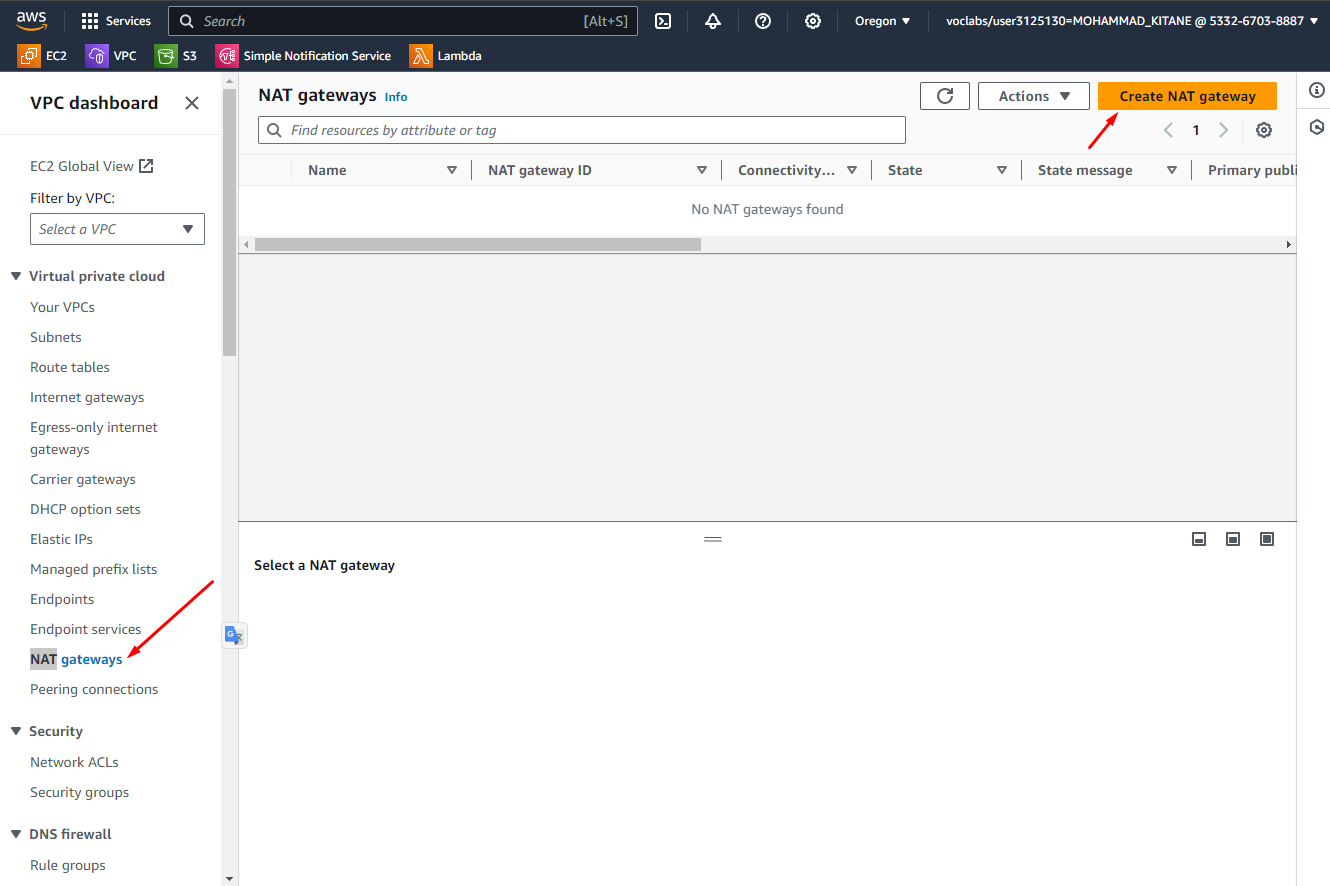 aws
Services
Search [Alt+S]
Oregon
voclabs/user3125130=MOHAMMAD_KITANE @ 5332-6703-8887
EC2
VPC
S3
Simple Notification Service
Lambda
VPC dashboard
EC2 Global View
Filter by VPC:
Select a VPC
Virtual private cloud
Your VPCs
Subnets
Route tables
Internet gateways
Egress-only internet
gateways
Carrier gateways
DHCP option sets
Elastic IPs
Managed prefix lists
Endpoints
Endpoint services
NAT gateways
Peering connections
Security
Network ACLs
Security groups
DNS firewall
Rule groups
NAT gateways Info
Actions
Create NAT gateway
Find resources by attribute or tag
1
Name
NAT gateway ID
Connectivity...
State
State message
Primary publi
No NAT gateways found
Select a NAT gateway
G